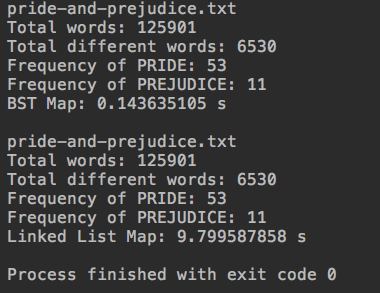 pride-and-prejudice.txt
Total words: 125901
Total different words: 6530
Frequency of PRIDE: 53
Frequency of PREJUDICE: 11
BST Map: 0.143635105 s

pride-and-prejudice.txt
Total words: 125901
Total different words: 6530
Frequency of PRIDE: 53
Frequency of PREJUDICE: 11
Linked List Map: 9.799587858 s

Process finished with exit code 0